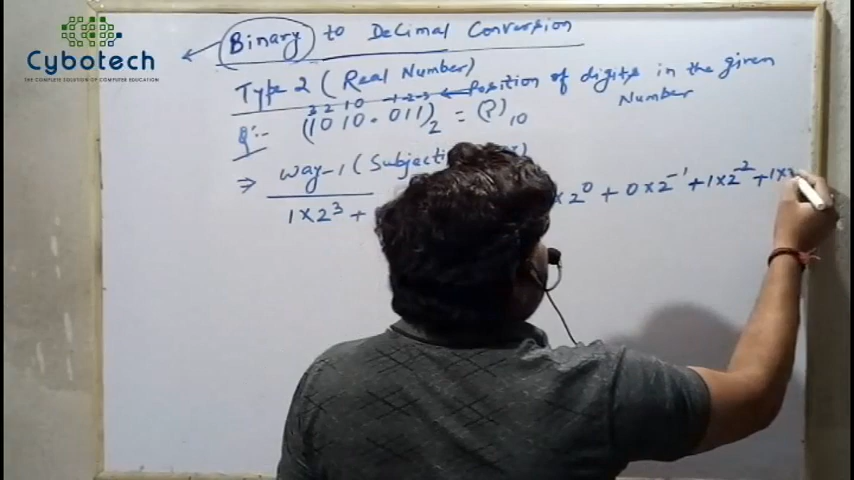 Cybotech
THE COMPLETE SOLUTION OF COMPUTER EDUCATION
Binary to Decimal Conversion
Type 2 (Real Number)
3 2 1 0 -1 -2 -3 ← Position of digits in the given Number
Q:- (1010.011)₂ = (?)₁₀
⇒ way-1 (
1×2³ + ×2⁰ + 0×2⁻¹ + 1×2⁻² + 1×